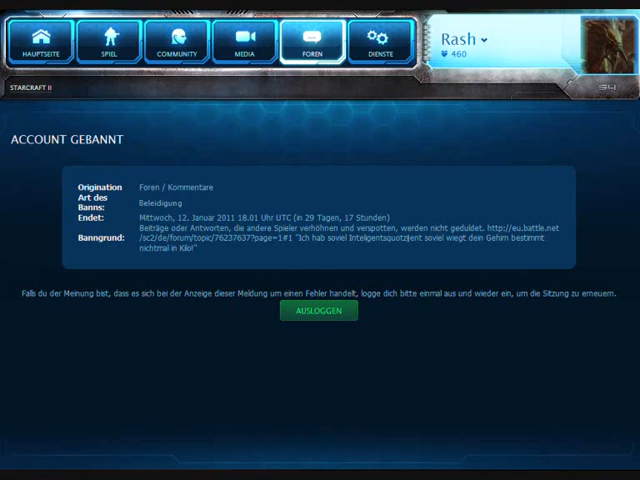 HAUPTSEITE SPIEL COMMUNITY MEDIA FOREN DIENSTE
Rash
460
STARCRAFT II
94
ACCOUNT GEBANNT
Origination Foren / Kommentare
Art des Banns: Beleidigung
Endet: Mittwoch, 12. Januar 2011 18.01 Uhr UTC (in 29 Tagen, 17 Stunden)
Banngrund: Beiträge oder Antworten, die andere Spieler verhöhnen und verspotten, werden nicht geduldet. http://eu.battle.net
/sc2/de/forum/topic/76237637?page=1#1 "Ich hab soviel Inteligentsquotzijent soviel wiegt dein Gehirn bestimmt
nichtmal in Kilo!"
Falls du der Meinung bist, dass es sich bei der Anzeige dieser Meldung um einen Fehler handelt, logge dich bitte einmal aus und wieder ein, um die Sitzung zu erneuern.
AUSLOGGEN